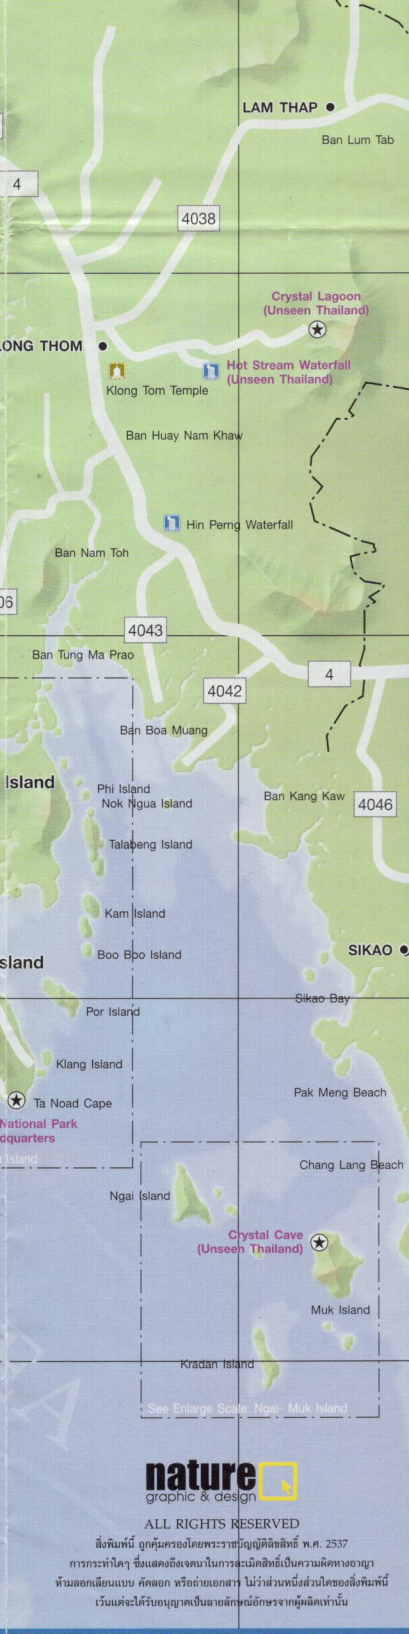 LAM THAP
Ban Lum Tab
4
4038
Crystal Lagoon
(Unseen Thailand)
LONG THOM
Hot Stream Waterfall
(Unseen Thailand)
Klong Tom Temple
Ban Huay Nam Khaw
Hin Perng Waterfall
Ban Nam Toh
06
4043
Ban Tung Ma Prao
4
4042
Ban Boa Muang
Island
Phi Island
Ban Kang Kaw
Nok Ngua Island
4046
Talabeng Island
Kam Island
SIKAO
Boo Boo Island
sland
Sikao Bay
Por Island
Klang Island
Pak Meng Beach
Ta Noad Cape
National Park
dquarters
Island
Chang Lang Beach
Ngai Island
Crystal Cave
(Unseen Thailand)
Muk Island
EA
Kradan Island
See Enlarge Scale: Ngai- Muk Island
nature
graphic & design
ALL RIGHTS RESERVED
สิ่งพิมพ์นี้ ถูกคุ้มครองโดยพระราชบัญญัติลิขสิทธิ์ พ.ศ. 2537
การกระทำใดๆ ซึ่งแสดงถึงเจตนาในการละเมิดสิทธิ์เป็นความผิดทางอาญา
ห้ามลอกเลียนแบบ คัดลอก หรือถ่ายเอกสาร ไม่ว่าส่วนหนึ่งส่วนใดของสิ่งพิมพ์นี้
เว้นแต่จะได้รับอนุญาตเป็นลายลักษณ์อักษรจากผู้ผลิตเท่านั้น